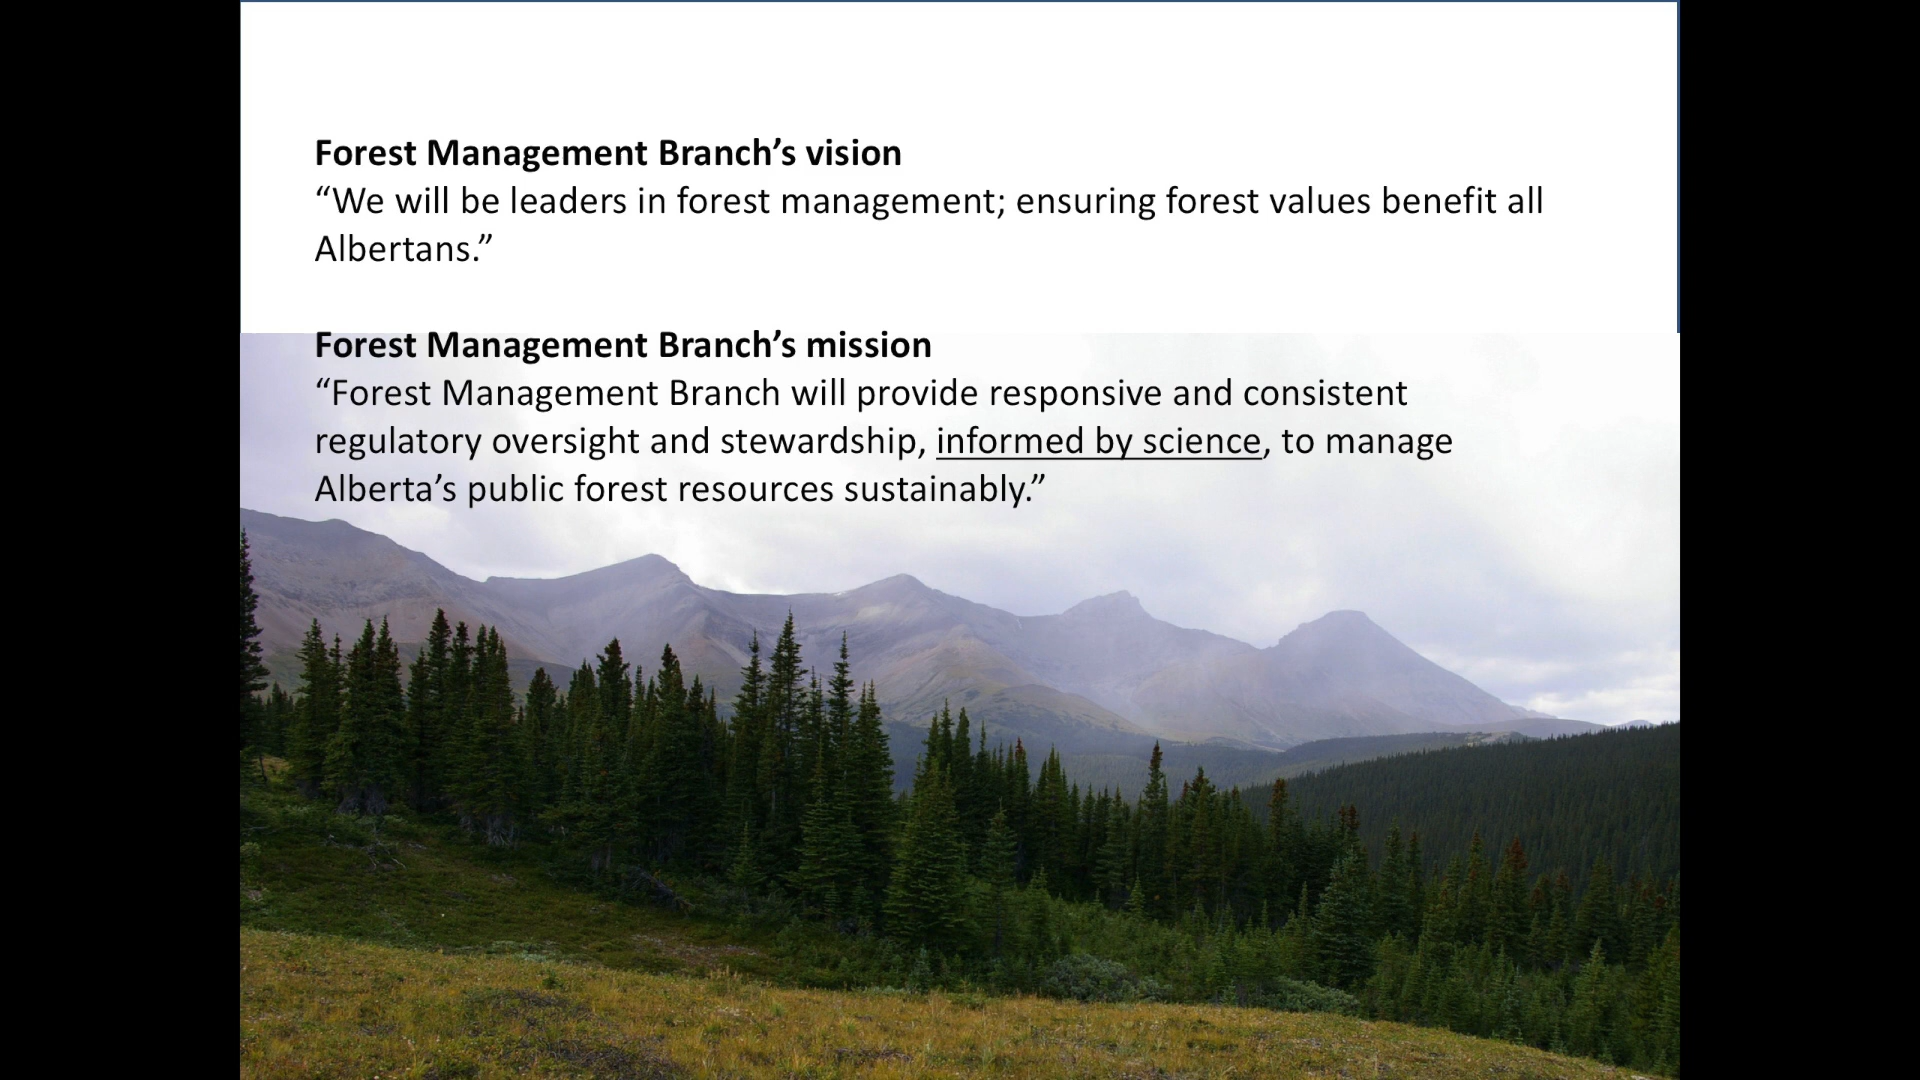 Forest Management Branch’s vision
“We will be leaders in forest management; ensuring forest values benefit all
Albertans.”
Forest Management Branch’s mission
“Forest Management Branch will provide responsive and consistent
regulatory oversight and stewardship, informed by science, to manage
Alberta’s public forest resources sustainably.”